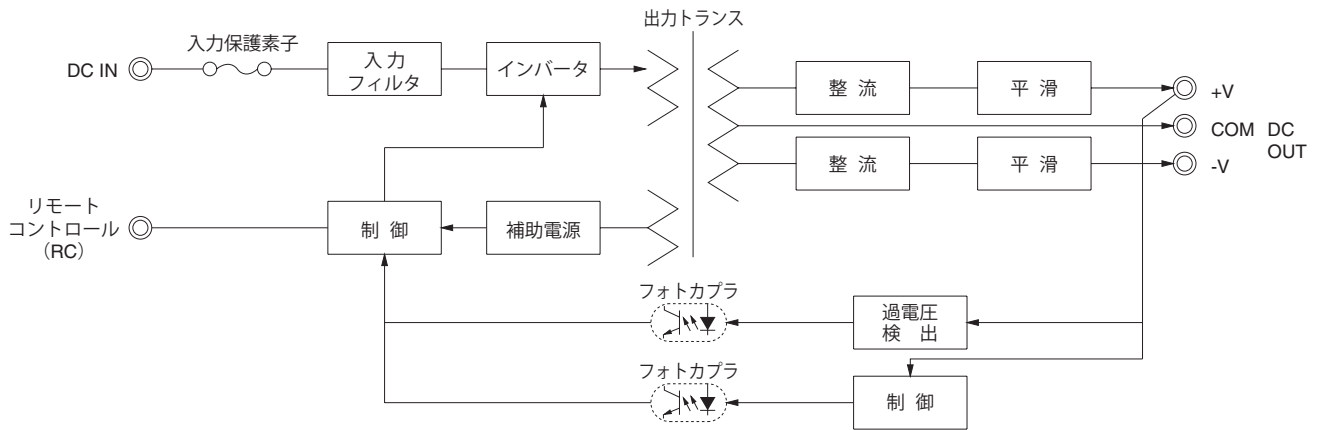 出力トランス
入力保護素子
DC IN
入 力
フィルタ
インバータ
整 流
平 滑
+V
COM DC
OUT
整 流
平 滑
-V
リモート
コントロール
（RC）
制 御
補助電源
フォトカプラ
過電圧
検 出
フォトカプラ
制 御